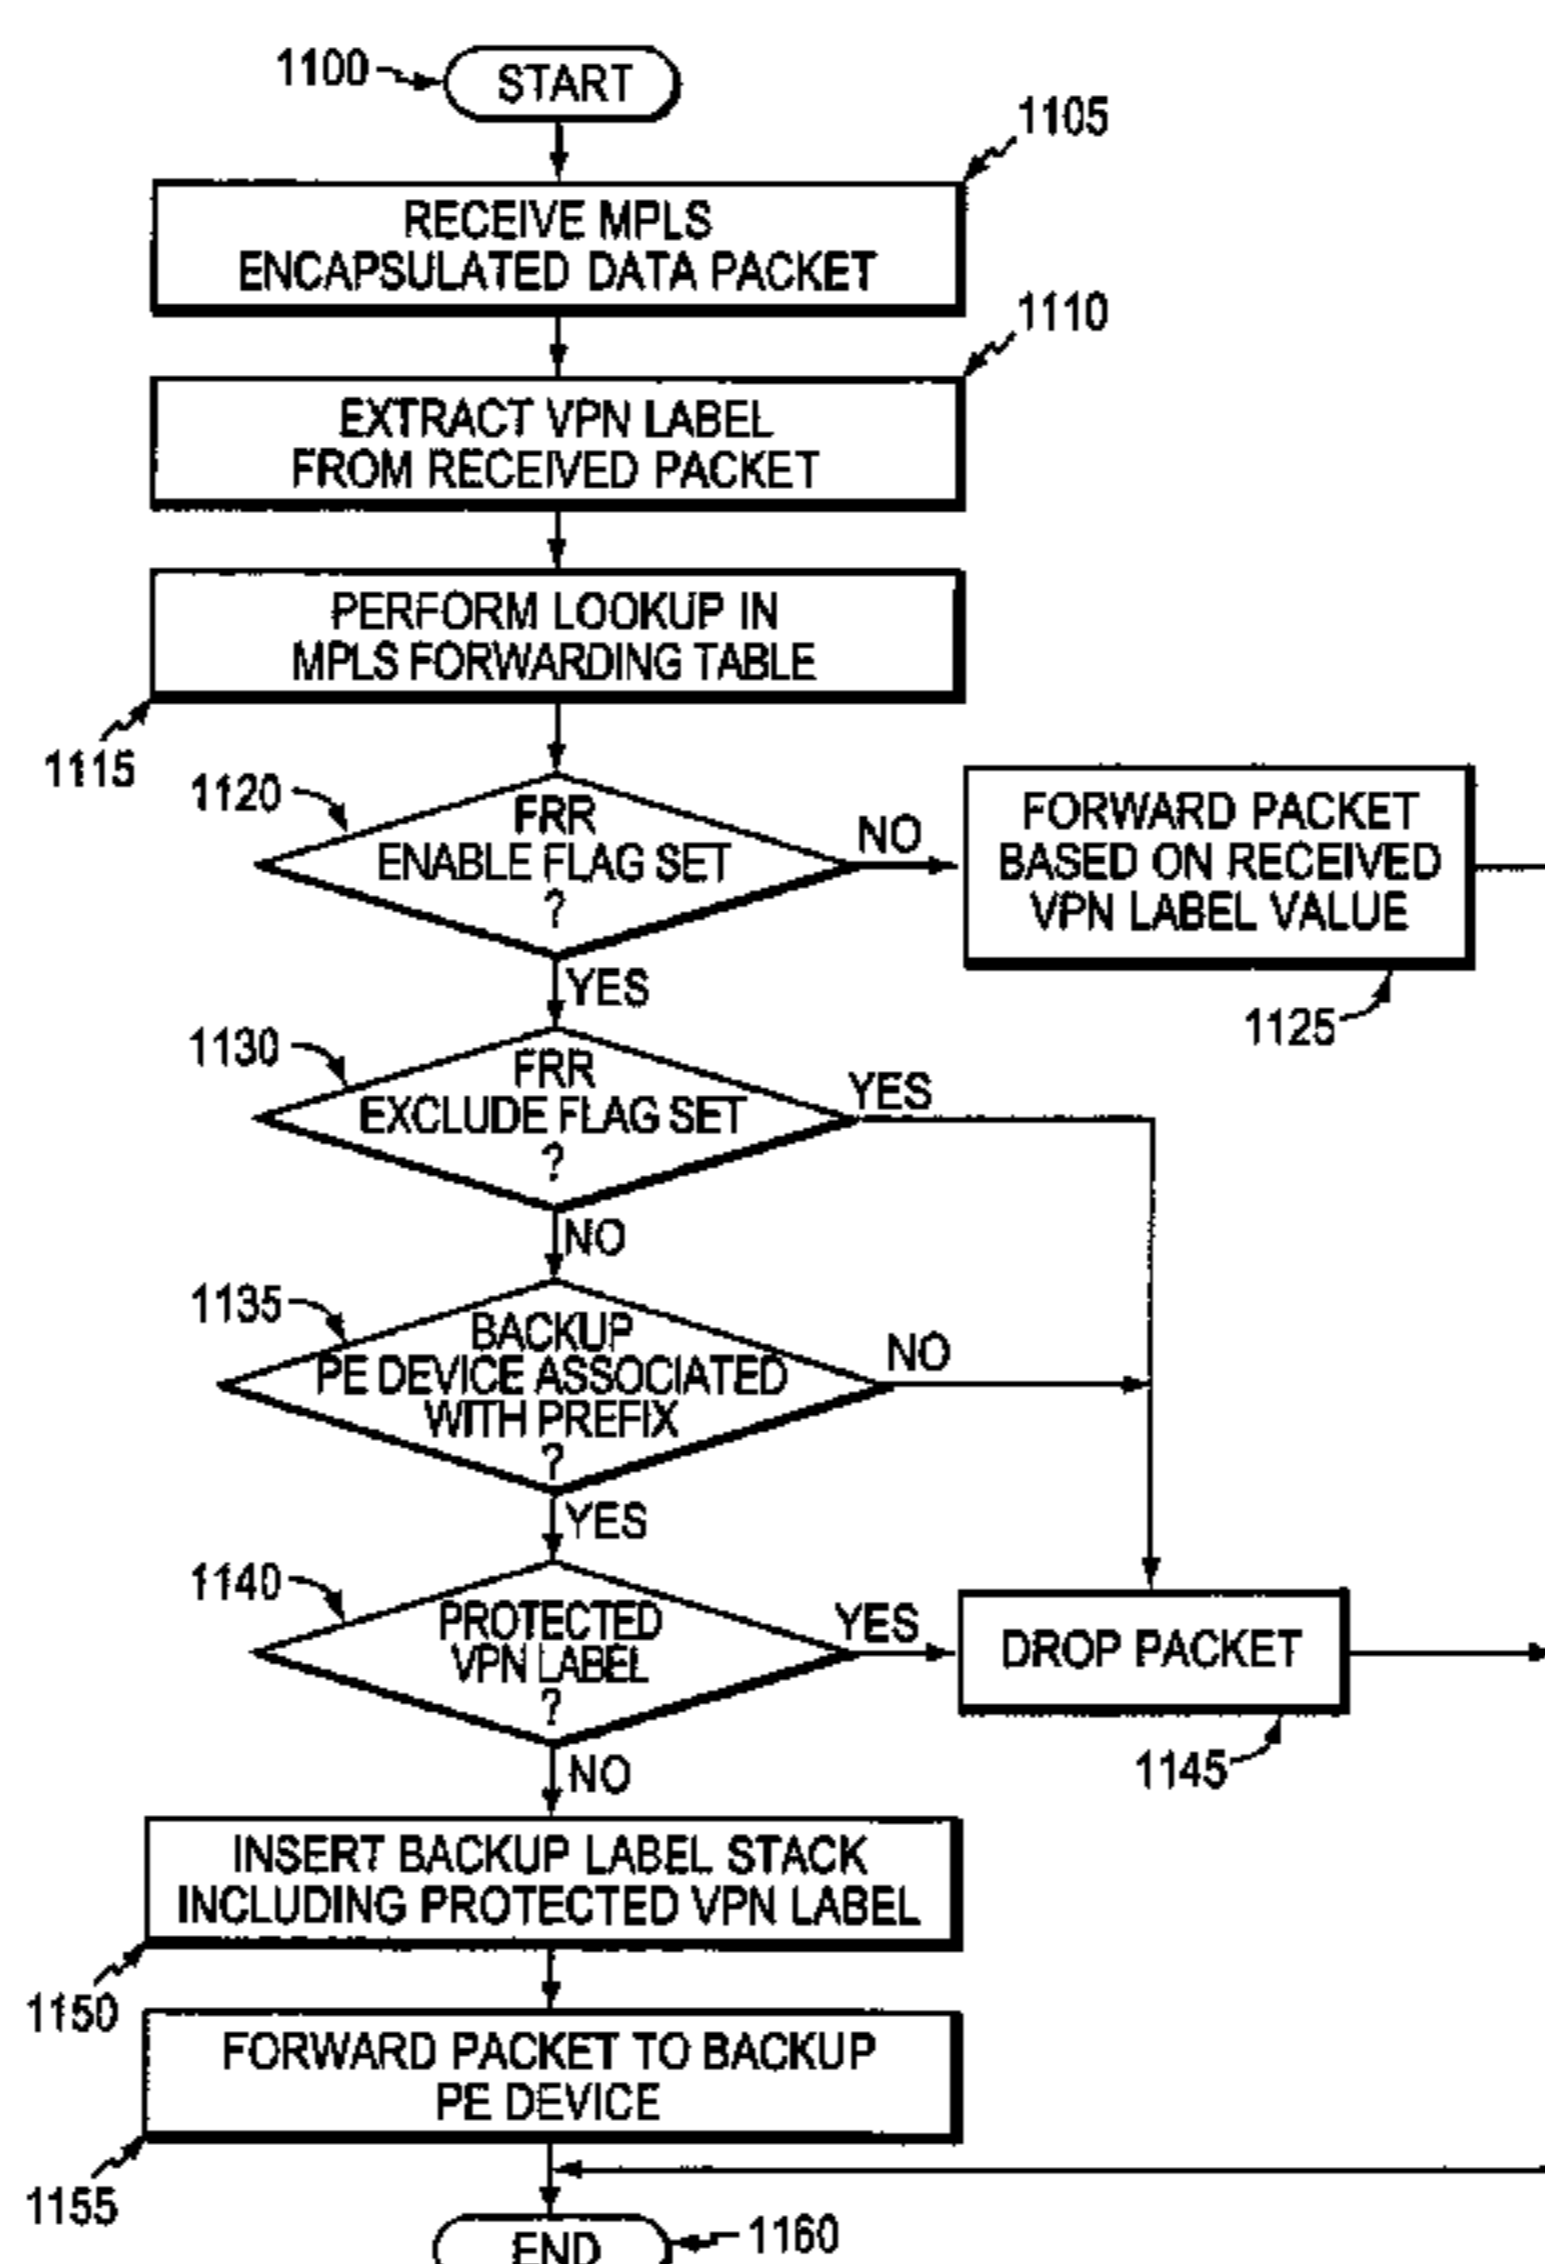 1100
START
1105
RECEIVE MPLS
ENCAPSULATED DATA PACKET
1110
EXTRACT VPN LABEL
FROM RECEIVED PACKET
PERFORM LOOKUP IN
MPLS FORWARDING TABLE
1115
1120
FRR
ENABLE FLAG SET
?
NO
YES
FORWARD PACKET
BASED ON RECEIVED
VPN LABEL VALUE
1125
1130
FRR
EXCLUDE FLAG SET
?
YES
NO
1135
BACKUP
PE DEVICE ASSOCIATED
WITH PREFIX
?
NO
YES
1140
PROTECTED
VPN LABEL
?
YES
NO
DROP PACKET
1145
INSERT BACKUP LABEL STACK
INCLUDING PROTECTED VPN LABEL
1150
FORWARD PACKET TO BACKUP
PE DEVICE
1155
END
1160